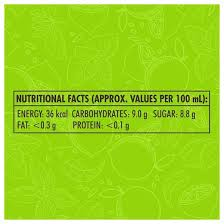 NUTRITIONAL FACTS (APPROX. VALUES PER 100 mL):
ENERGY: 36 kcal CARBOHYDRATES: 9.0 g SUGAR: 8.8 g
FAT: <0.3 g PROTEIN: <0.1 g